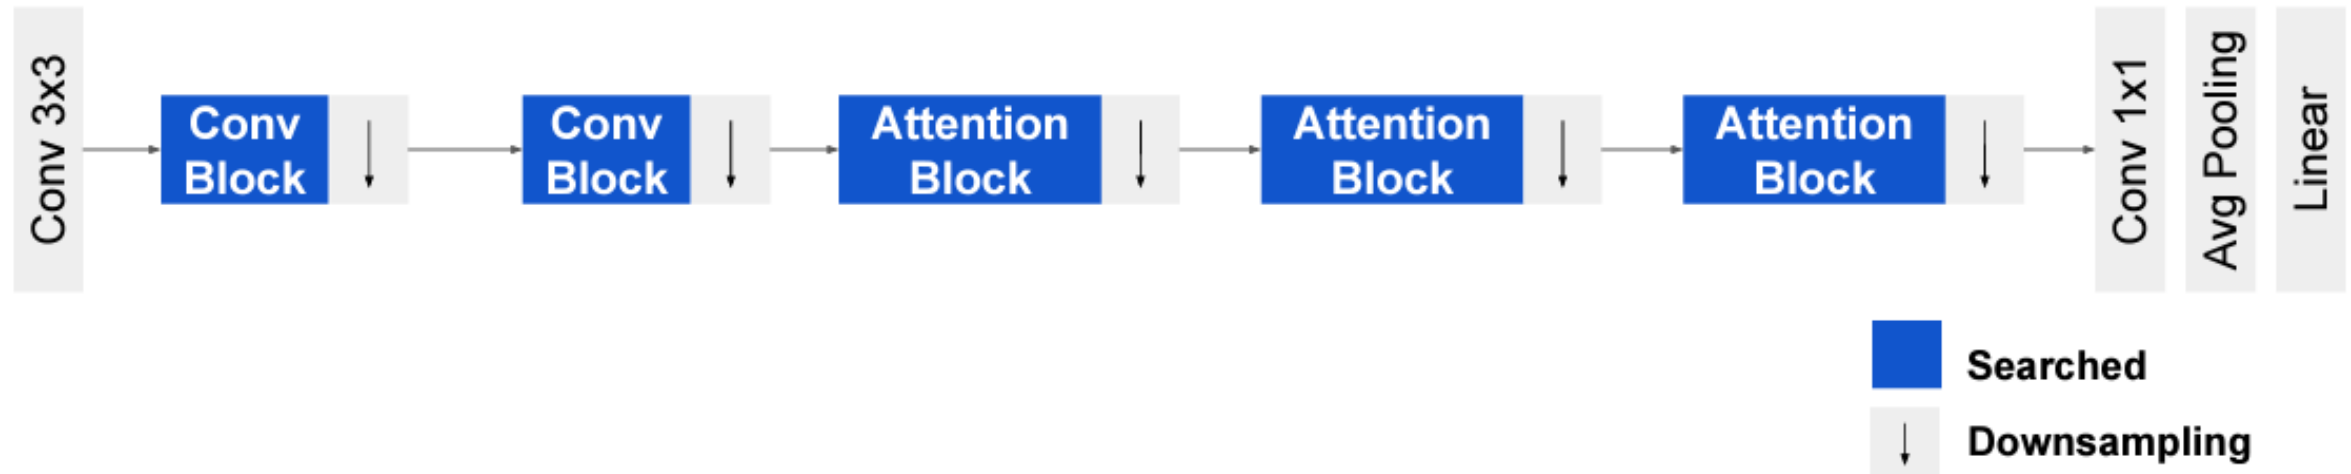 Conv 3x3
Conv
Block
Conv
Block
Attention
Block
Attention
Block
Attention
Block
Conv 1x1
Avg Pooling
Linear
Searched
Downsampling